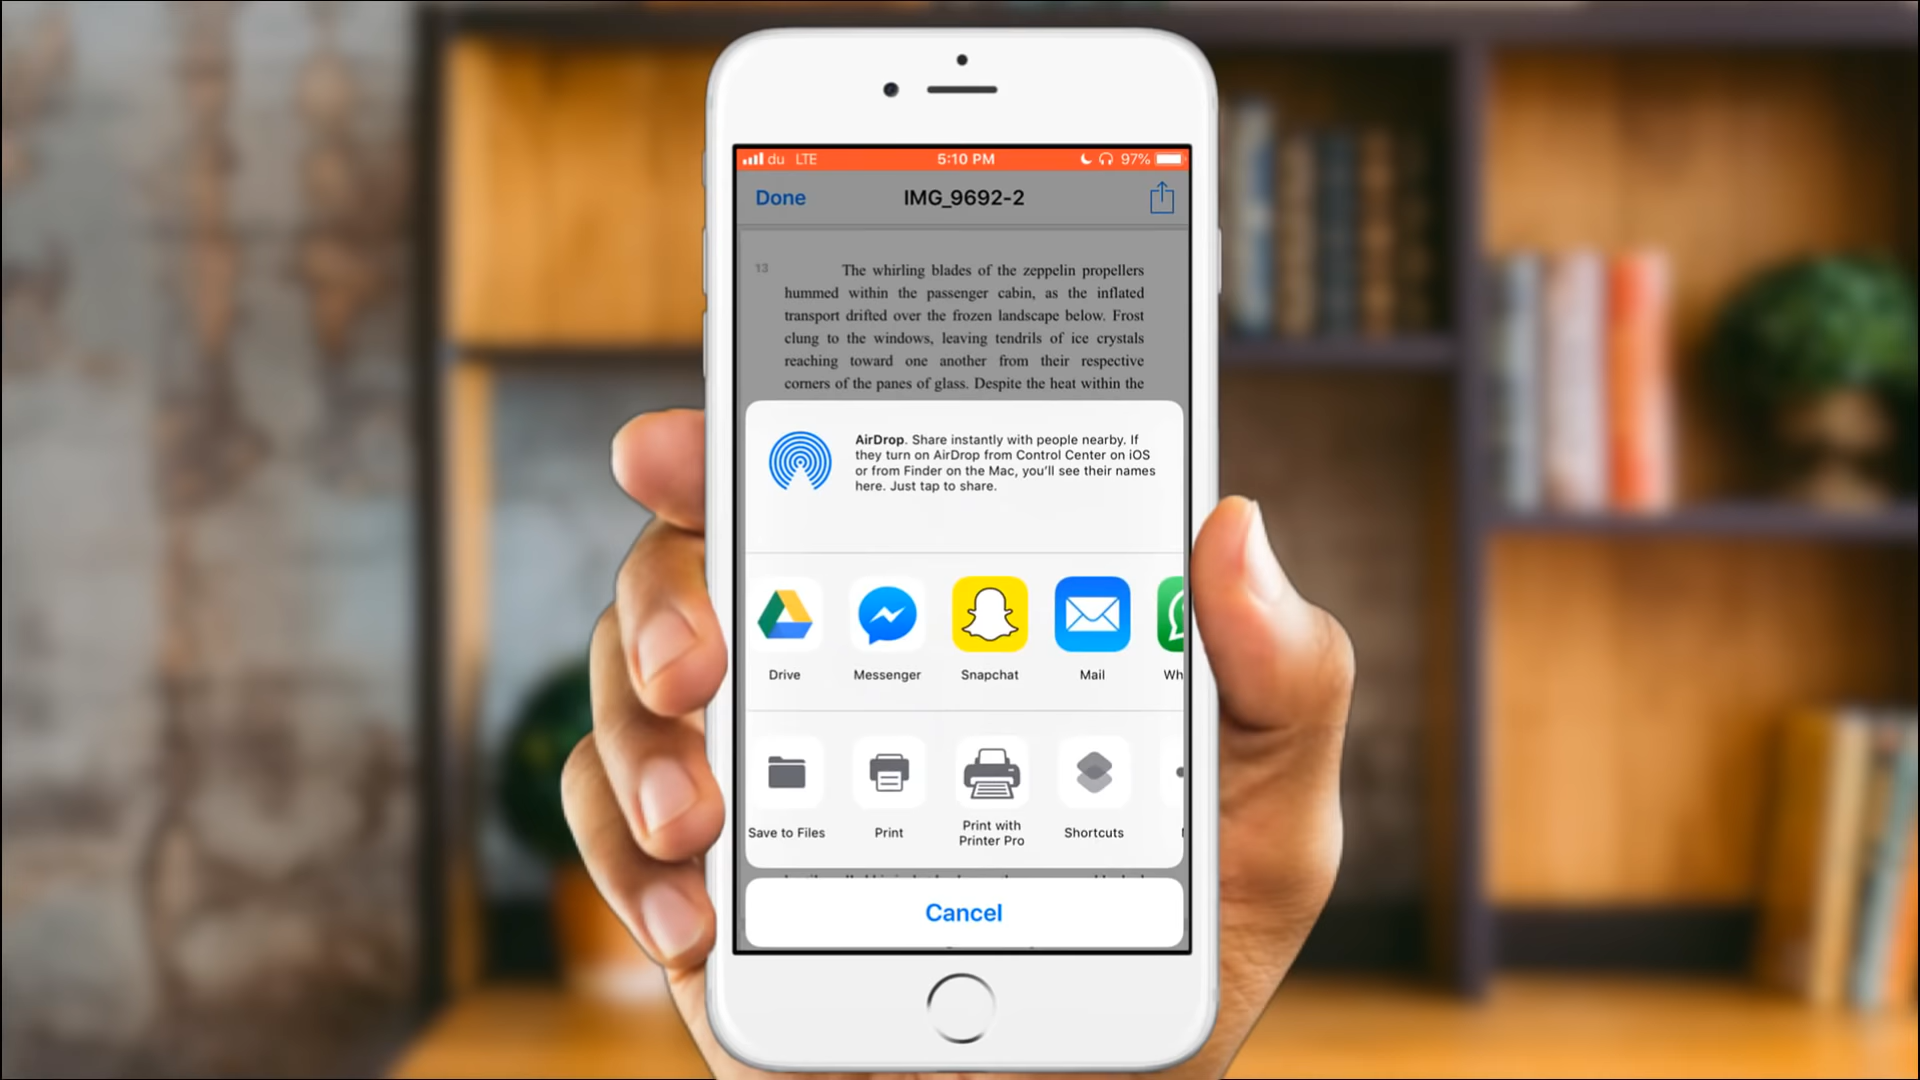 du LTE 5:10 PM 97%
Done IMG_9692-2
13 The whirling blades of the zeppelin propellers
hummed within the passenger cabin, as the inflated
transport drifted over the frozen landscape below. Frost
clung to the windows, leaving tendrils of ice crystals
reaching toward one another from their respective
corners of the panes of glass. Despite the heat within the
AirDrop. Share instantly with people nearby. If
they turn on AirDrop from Control Center on iOS
or from Finder on the Mac, you'll see their names
here. Just tap to share.
Drive Messenger Snapchat Mail Wh
Save to Files Print Print with Shortcuts
Printer Pro
Cancel